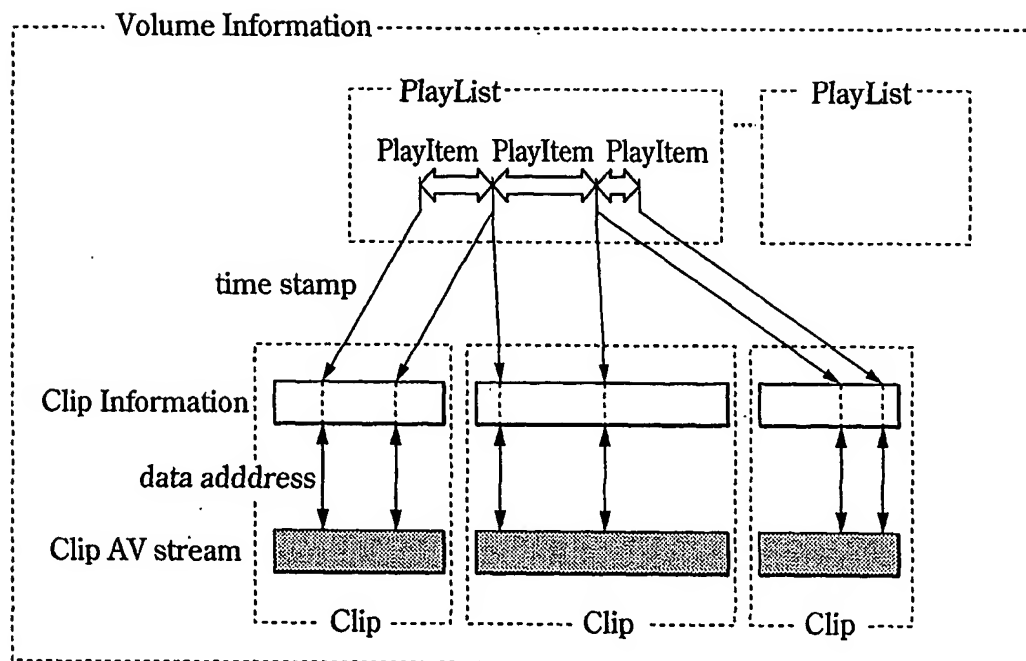 Volume Information
PlayList
PlayList
....
PlayItem PlayItem PlayItem
time stamp
Clip Information
data adddress
Clip AV stream
Clip
Clip
Clip